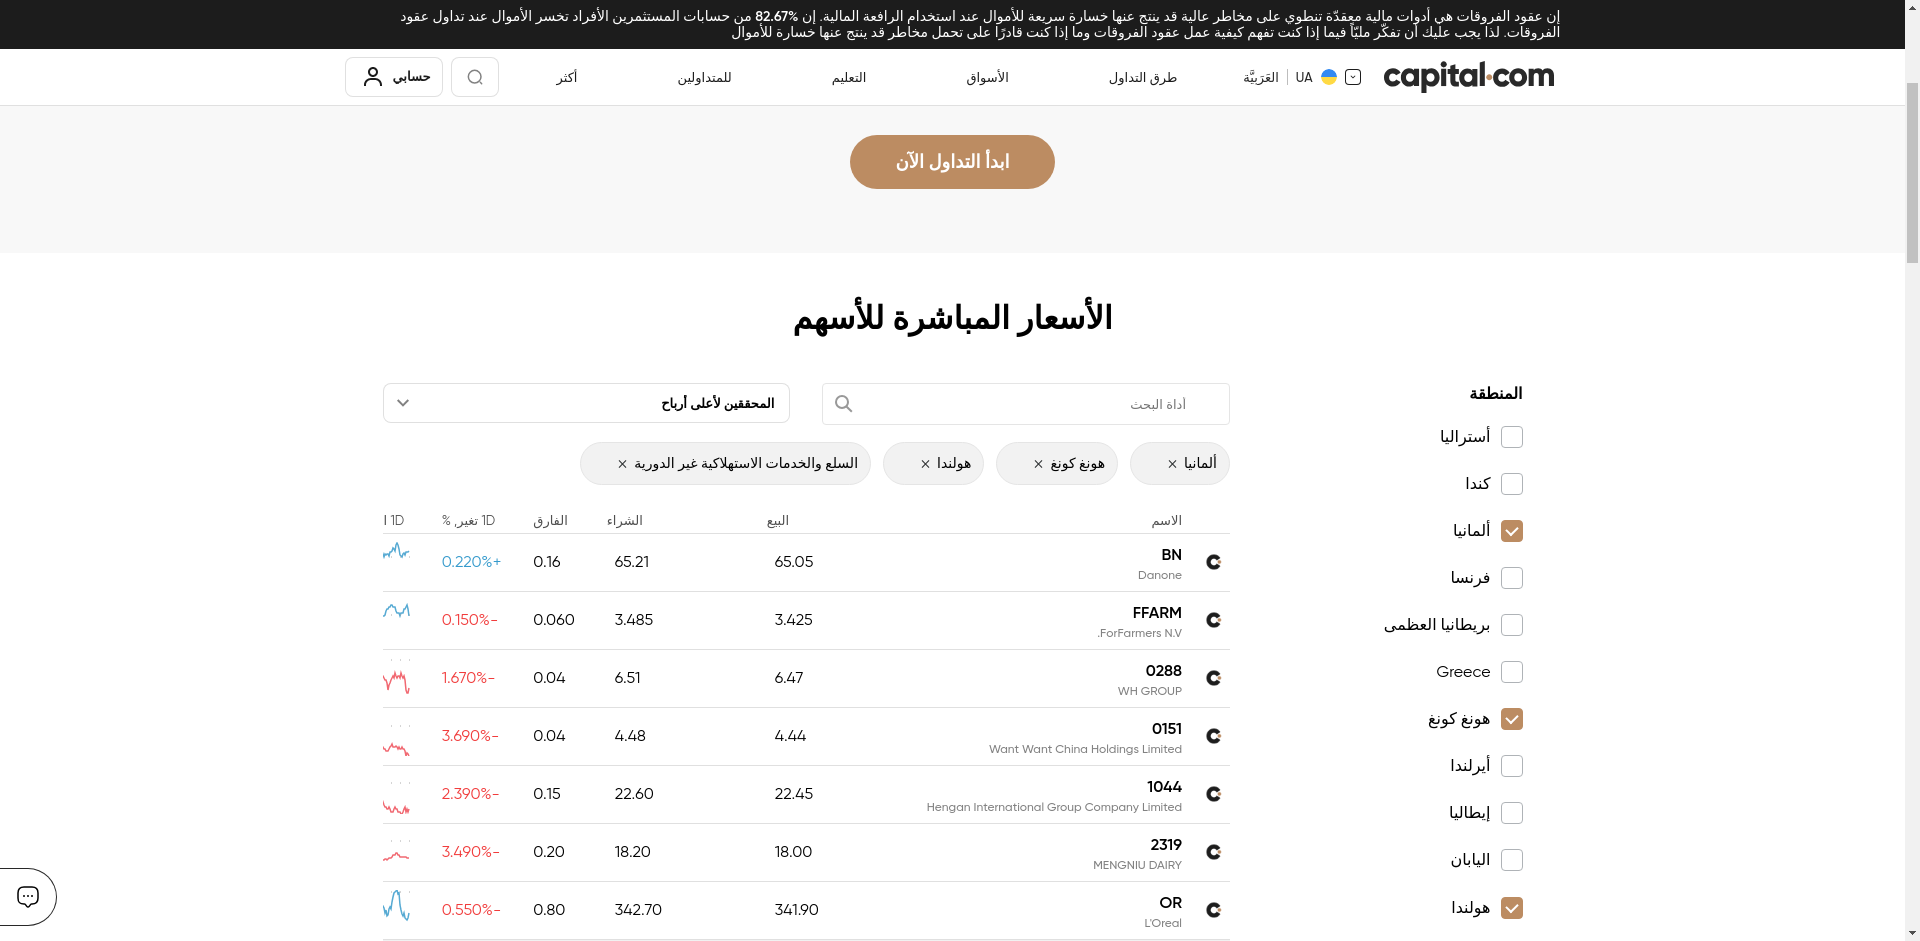 إن عقود الفروقات هي أدوات مالية معقدّة تنطوي على مخاطر عالية قد ينتج عنها خسارة سريعة للأموال عند استخدام الرافعة المالية. إن 82.67% من حسابات المستثمرين الأفراد تخسر الأموال عند تداول عقود
الفروقات. لذا يجب عليك أن تفكّر مليّاً فيما إذا كنت تفهم كيفية عمل عقود الفروقات وما إذا كنت قادرًا على تحمل مخاطر قد ينتج عنها خسارة للأموال
capital.com
UA
العَرَبِيَّة
طرق التداول
الأسواق
التعليم
للمتداولين
أكثر
حسابي
ابدأ التداول الآن
الأسعار المباشرة للأسهم
المنطقة
أستراليا
كندا
ألمانيا
فرنسا
بريطانيا العظمى
Greece
هونغ كونغ
أيرلندا
إيطاليا
اليابان
هولندا
أداة البحث
المحققين لأعلى أرباح
ألمانيا ×
هونغ كونغ ×
هولندا ×
السلع والخدمات الاستهلاكية غير الدورية ×
الاسم البيع الشراء الفارق 1D تغير, % 1D ا
BN 65.05 65.21 0.16 0.220%+
Danone
FFARM 3.425 3.485 0.060 0.150%-
.ForFarmers N.V
0288 6.47 6.51 0.04 1.670%-
WH GROUP
0151 4.44 4.48 0.04 3.690%-
Want Want China Holdings Limited
1044 22.45 22.60 0.15 2.390%-
Hengan International Group Company Limited
2319 18.00 18.20 0.20 3.490%-
MENGNIU DAIRY
OR 341.90 342.70 0.80 0.550%-
L'Oreal